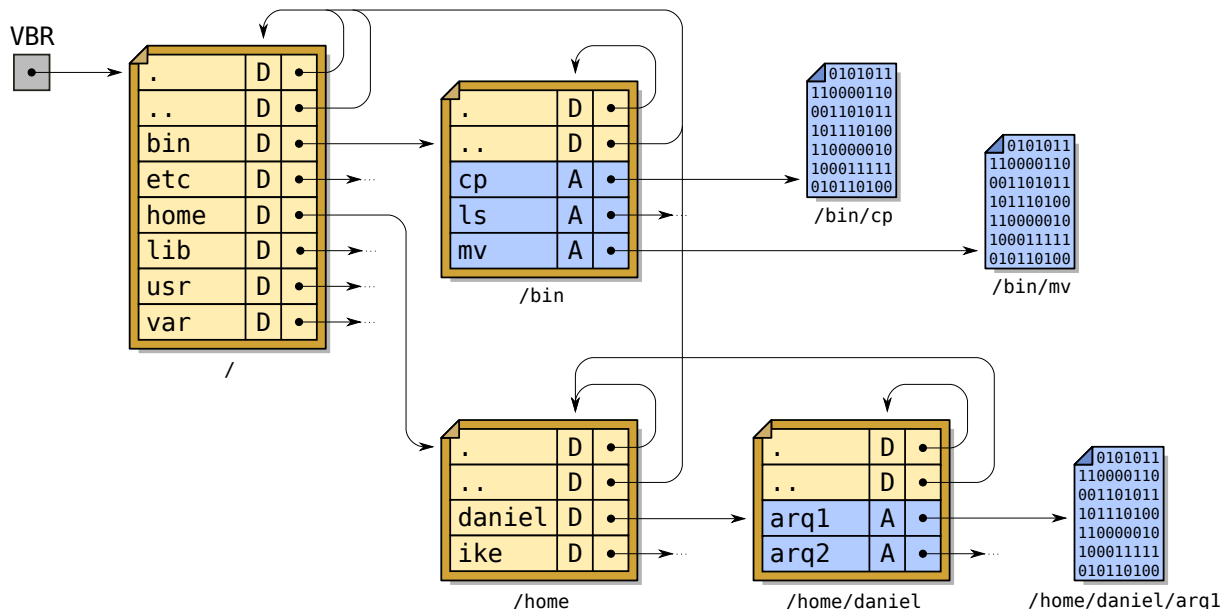 VBR
. D
.. D
bin D
etc D ...
home D
lib D ...
usr D ...
var D ...
/
. D
.. D
cp A
ls A ...
mv A
/bin
0101011
110000110
001101011
101110100
110000010
100011111
010110100
/bin/cp
0101011
110000110
001101011
101110100
110000010
100011111
010110100
/bin/mv
. D
.. D
daniel D
ike D ...
/home
. D
.. D
arq1 A
arq2 A ...
/home/daniel
0101011
110000110
001101011
101110100
110000010
100011111
010110100
/home/daniel/arq1